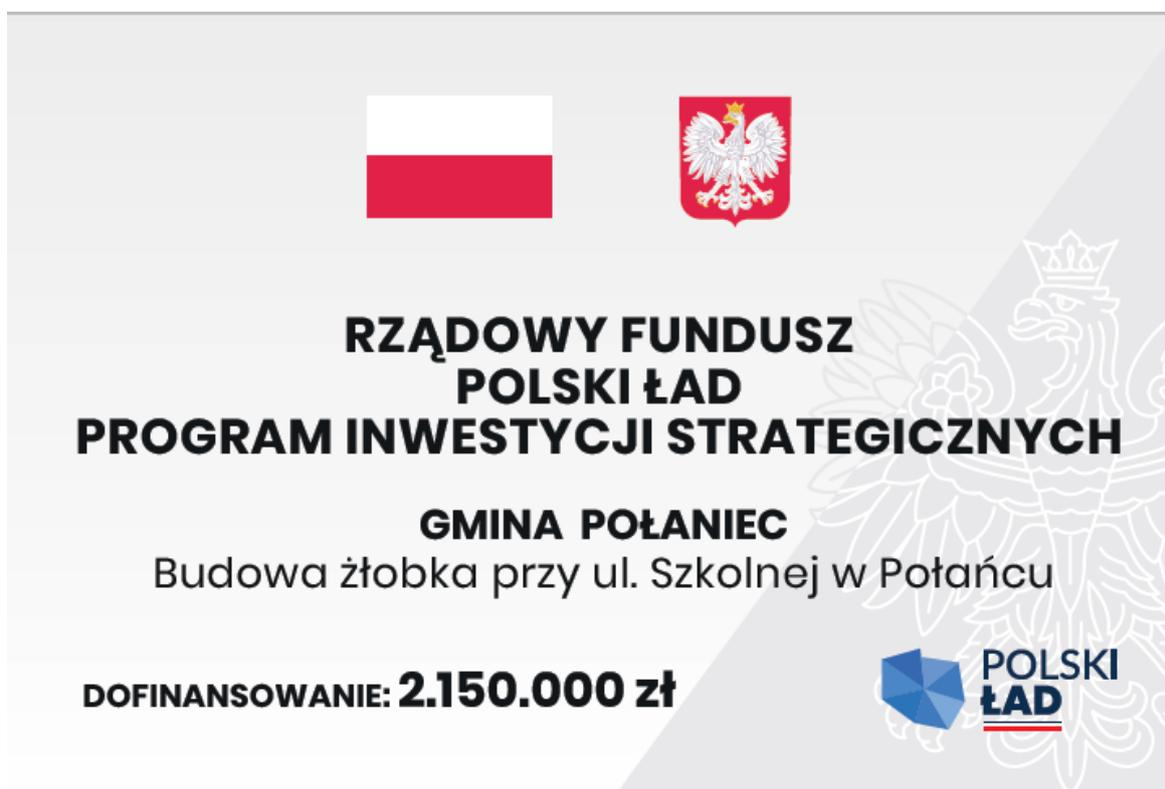 RZĄDOWY FUNDUSZ
POLSKI ŁAD
PROGRAM INWESTYCJI STRATEGICZNYCH
GMINA POŁANIEC
Budowa żłobka przy ul. Szkolnej w Połańcu
DOFINANSOWANIE: 2.150.000 zł
POLSKI
ŁAD